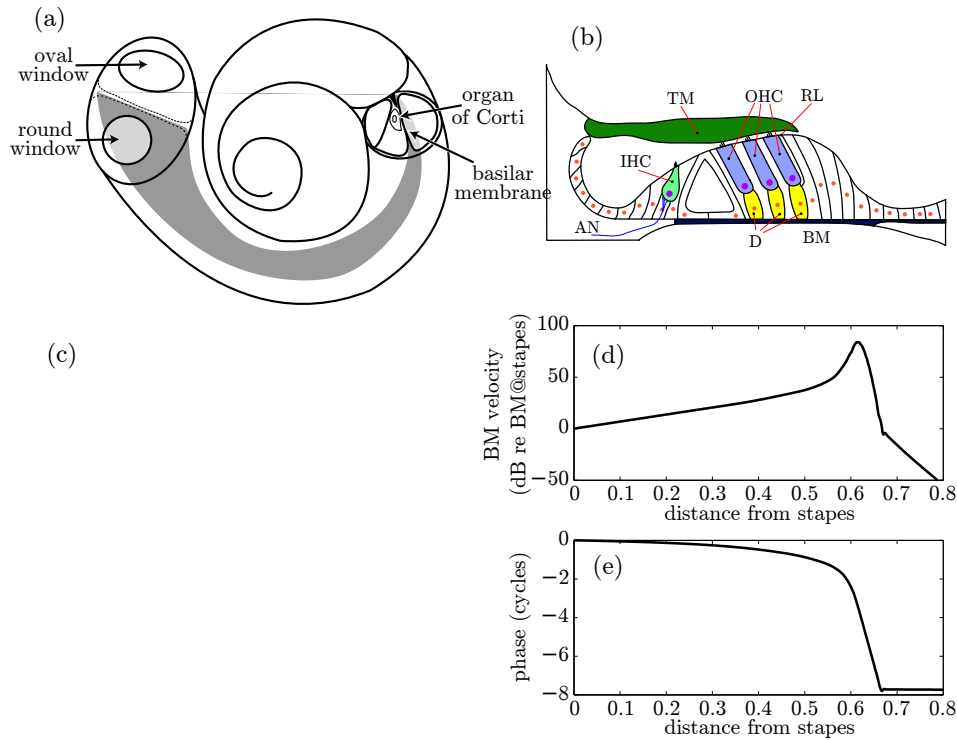 (a)
oval
window
round
window
organ
of Corti
basilar
membrane
(b)
TM
OHC
RL
IHC
AN
D
BM
(c)
(d)
BM velocity
(dB re BM@stapes)
100
50
0
−50
0 0.1 0.2 0.3 0.4 0.5 0.6 0.7 0.8
distance from stapes
(e)
phase (cycles)
0
−2
−4
−6
−8
0 0.1 0.2 0.3 0.4 0.5 0.6 0.7 0.8
distance from stapes